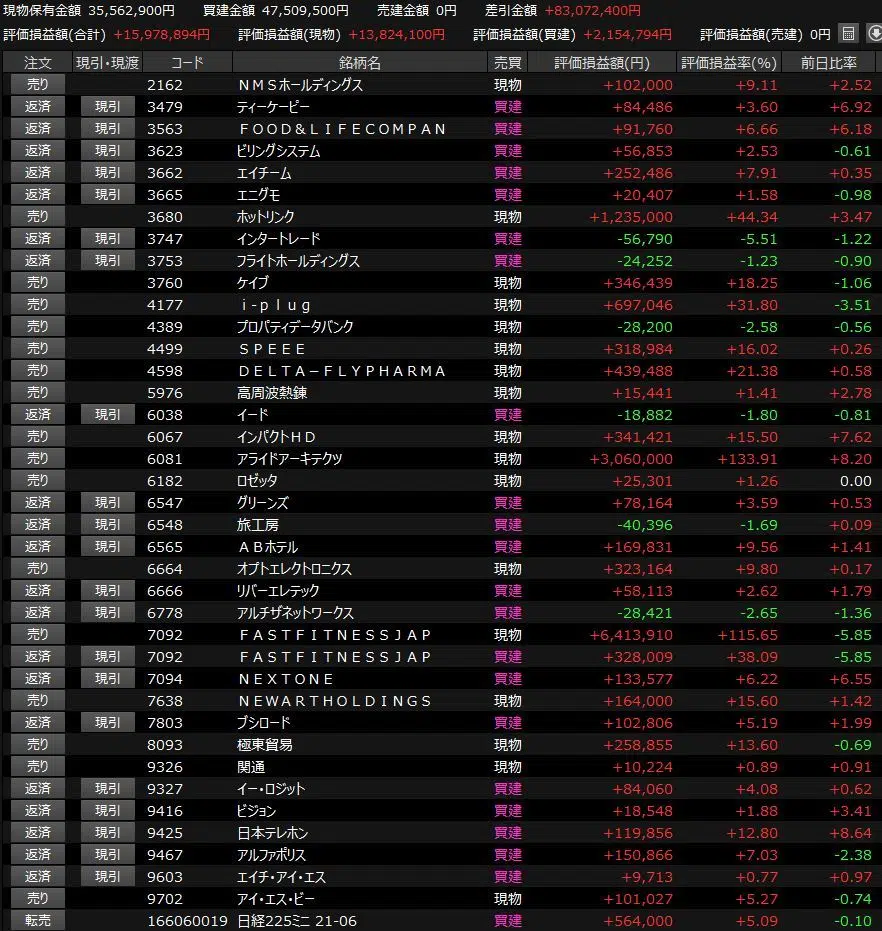 現物保有金額 35,562,900円 買建金額 47,509,500円 売建金額 0円 差引金額 +83,072,400円
評価損益額(合計) +15,978,894円 評価損益額(現物) +13,824,100円 評価損益額(買建) +2,154,794円 評価損益額(売建) 0円
注文 現引・現渡 コード 銘柄名 売買 評価損益額(円) 評価損益率(%) 前日比率
売り 2162 NMSホールディングス 現物 +102,000 +9.11 +2.52
返済 現引 3479 ティーケーピー 買建 +84,486 +3.60 +6.92
返済 現引 3563 FOOD&LIFECOMPAN 買建 +91,760 +6.66 +6.18
返済 現引 3623 ビリングシステム 買建 +56,853 +2.53 -0.61
返済 現引 3662 エイチーム 買建 +252,486 +7.91 +0.35
返済 現引 3665 エニグモ 買建 +20,407 +1.58 -0.98
売り 3680 ホットリンク 現物 +1,235,000 +44.34 +3.47
返済 現引 3747 インタートレード 買建 -56,790 -5.51 -1.22
返済 現引 3753 フライトホールディングス 買建 -24,252 -1.23 -0.90
売り 3760 ケイブ 現物 +346,439 +18.25 -1.06
売り 4177 i-plug 現物 +697,046 +31.80 -3.51
売り 4389 プロパティデータバンク 現物 -28,200 -2.58 -0.56
売り 4499 SPEEE 現物 +318,984 +16.02 +0.26
売り 4598 DELTA-FLYPHARMA 現物 +439,488 +21.38 +0.58
売り 5976 高周波熱錬 現物 +15,441 +1.41 +2.78
返済 現引 6038 イード 買建 -18,882 -1.80 -0.81
売り 6067 インパクトHD 現物 +341,421 +15.50 +7.62
売り 6081 アライドアーキテクツ 現物 +3,060,000 +133.91 +8.20
売り 6182 ロゼッタ 現物 +25,301 +1.26 0.00
返済 現引 6547 グリーンズ 買建 +78,164 +3.59 +0.53
返済 現引 6548 旅工房 買建 -40,396 -1.69 +0.09
返済 現引 6565 ABホテル 買建 +169,831 +9.56 +1.41
売り 6664 オプトエレクトロニクス 現物 +323,164 +9.80 +0.17
返済 現引 6666 リバーエレテック 買建 +58,113 +2.62 +1.79
返済 現引 6778 アルチザネットワークス 買建 -28,421 -2.65 -1.36
売り 7092 FASTFITNESSJAP 現物 +6,413,910 +115.65 -5.85
返済 現引 7092 FASTFITNESSJAP 買建 +328,009 +38.09 -5.85
返済 現引 7094 NEXTONE 買建 +133,577 +6.22 +6.55
売り 7638 NEWARTHOLDINGS 現物 +164,000 +15.60 +1.42
返済 現引 7803 ブシロード 買建 +102,806 +5.19 +1.99
売り 8093 極東貿易 現物 +258,855 +13.60 -0.69
売り 9326 関通 現物 +10,224 +0.89 +0.91
返済 現引 9327 イー・ロジット 買建 +84,060 +4.08 +0.62
返済 現引 9416 ビジョン 買建 +18,548 +1.88 +3.41
返済 現引 9425 日本テレホン 買建 +119,856 +12.80 +8.64
返済 現引 9467 アルファポリス 買建 +150,866 +7.03 -2.38
返済 現引 9603 エイチ・アイ・エス 買建 +9,713 +0.77 +0.97
売り 9702 アイ・エス・ビー 現物 +101,027 +5.27 -0.74
転売 166060019 日経225ミニ 21-06 買建 +564,000 +5.09 -0.10